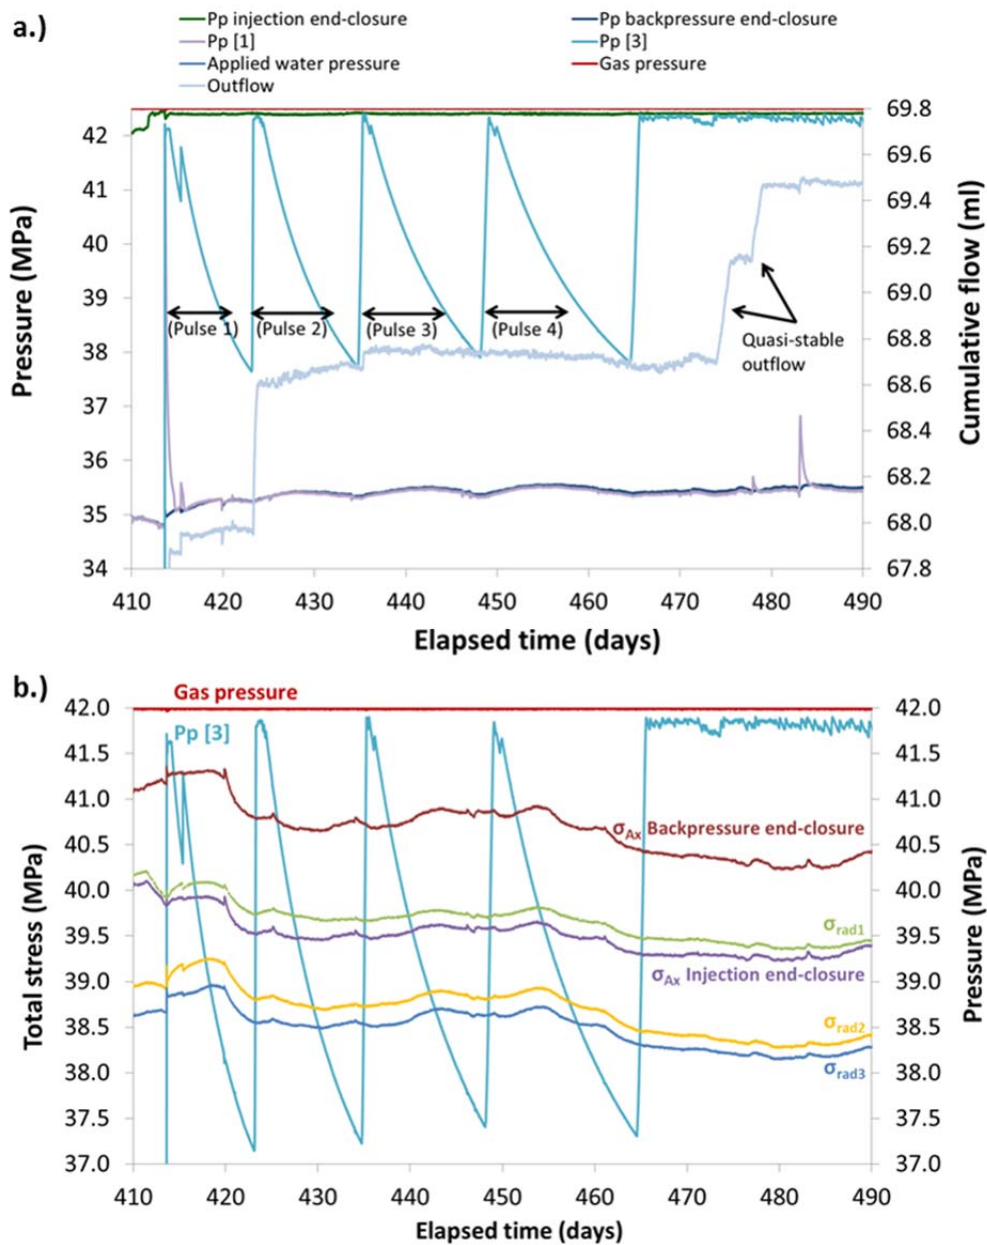 a.)
Pp injection end-closure
Pp backpressure end-closure
Pp [1]
Pp [3]
Applied water pressure
Gas pressure
Outflow
Pressure (MPa)
42
41
40
39
38
37
36
35
34
(Pulse 1)
(Pulse 2)
(Pulse 3)
(Pulse 4)
Quasi-stable
outflow
69.8
69.6
69.4
69.2
69.0
68.8
68.6
68.4
68.2
68.0
67.8
Cumulative flow (ml)
410 420 430 440 450 460 470 480 490
Elapsed time (days)
b.)
Gas pressure
Pp [3]
Total stress (MPa)
42.0
41.5
41.0
40.5
40.0
39.5
39.0
38.5
38.0
37.5
37.0
σAx Backpressure end-closure
σrad1
σAx Injection end-closure
σrad2
σrad3
42.0
41.5
41.0
40.5
40.0
39.5
39.0
38.5
38.0
37.5
37.0
Pressure (MPa)
410 420 430 440 450 460 470 480 490
Elapsed time (days)